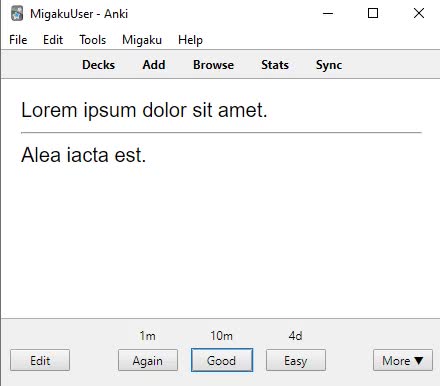 MigakuUser - Anki
File Edit Tools Migaku Help
Decks Add Browse Stats Sync
Lorem ipsum dolor sit amet.
Alea iacta est.
1m 10m 4d
Edit Again Good Easy More ▼